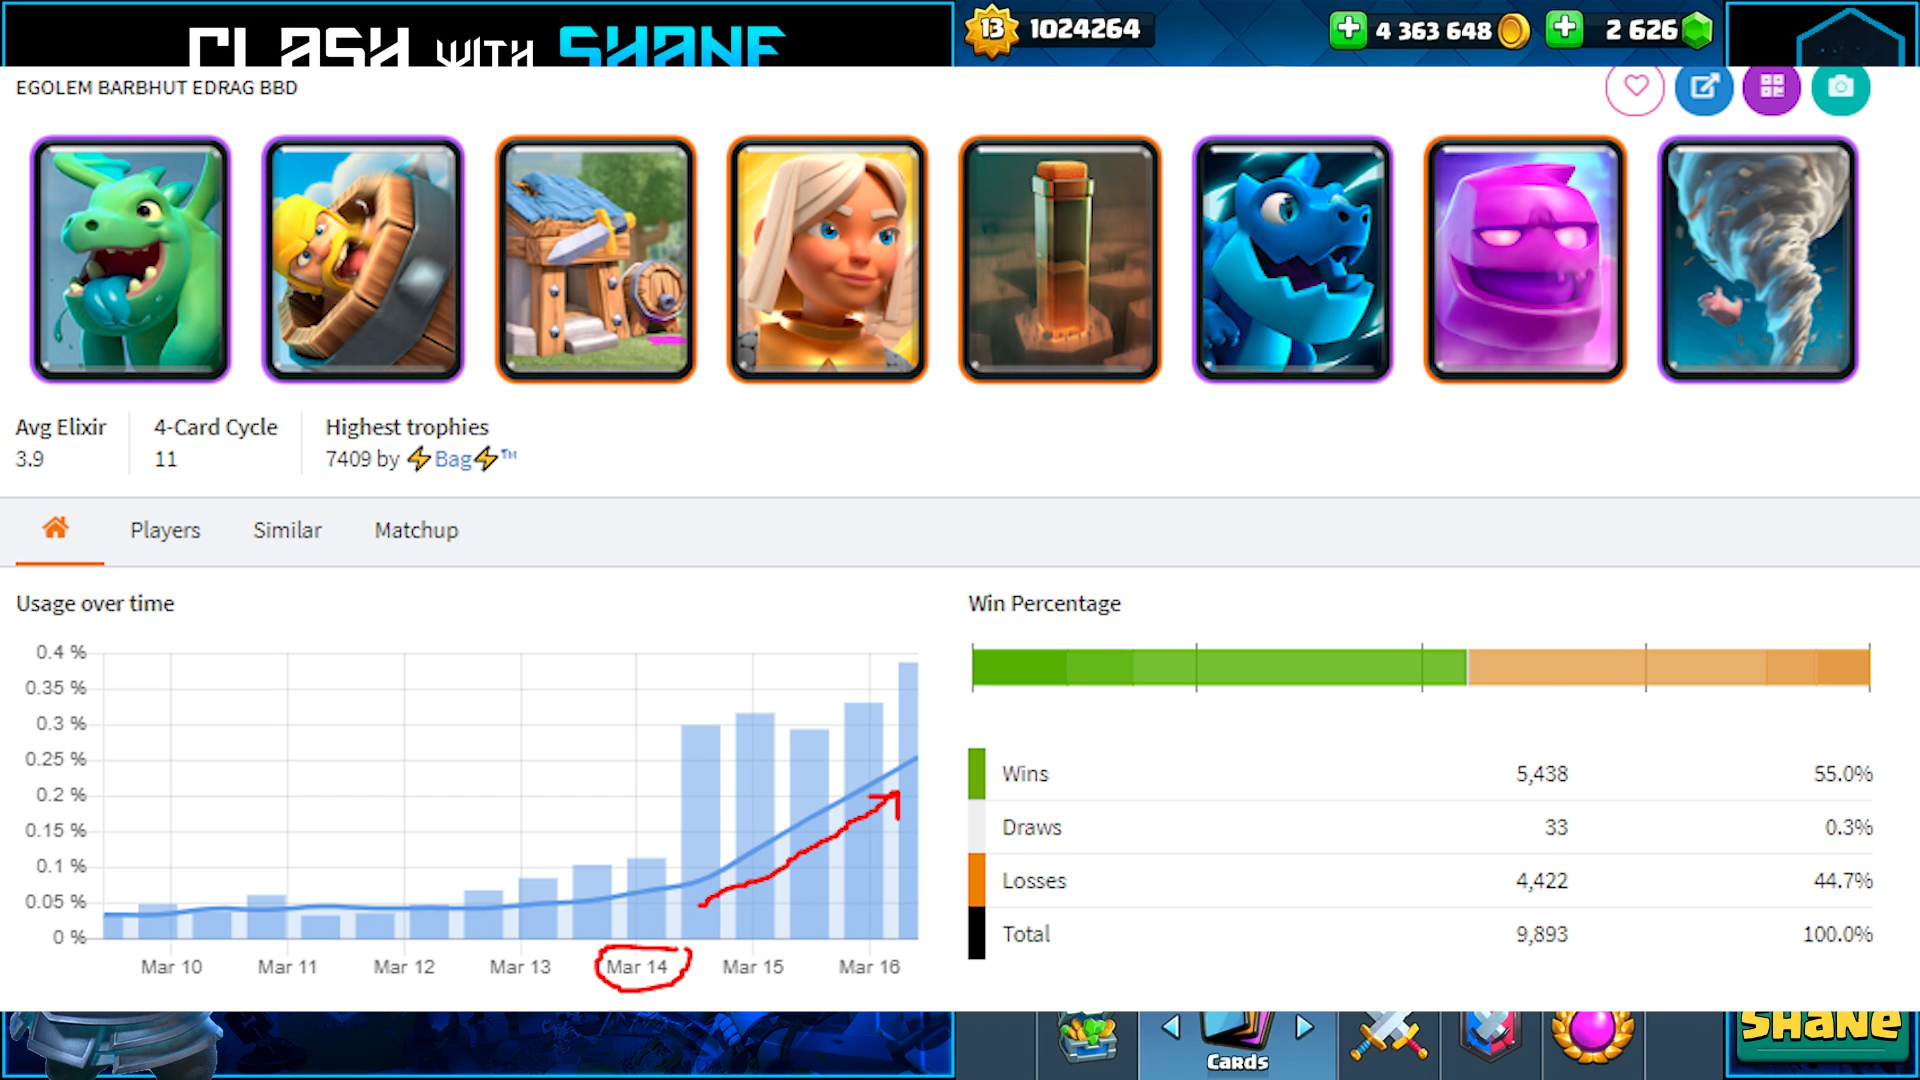 CLASH WITH SHANE
13 1024264
4 363 648
2 626
EGOLEM BARBHUT EDRAG BBD
Avg Elixir
3.9
4-Card Cycle
11
Highest trophies
7409 by ⚡Bag⚡™
Players
Similar
Matchup
Usage over time
0.4 %
0.35 %
0.3 %
0.25 %
0.2 %
0.15 %
0.1 %
0.05 %
0 %
Mar 10
Mar 11
Mar 12
Mar 13
Mar 14
Mar 15
Mar 16
Win Percentage
Wins 5,438 55.0%
Draws 33 0.3%
Losses 4,422 44.7%
Total 9,893 100.0%
Cards
SHANE